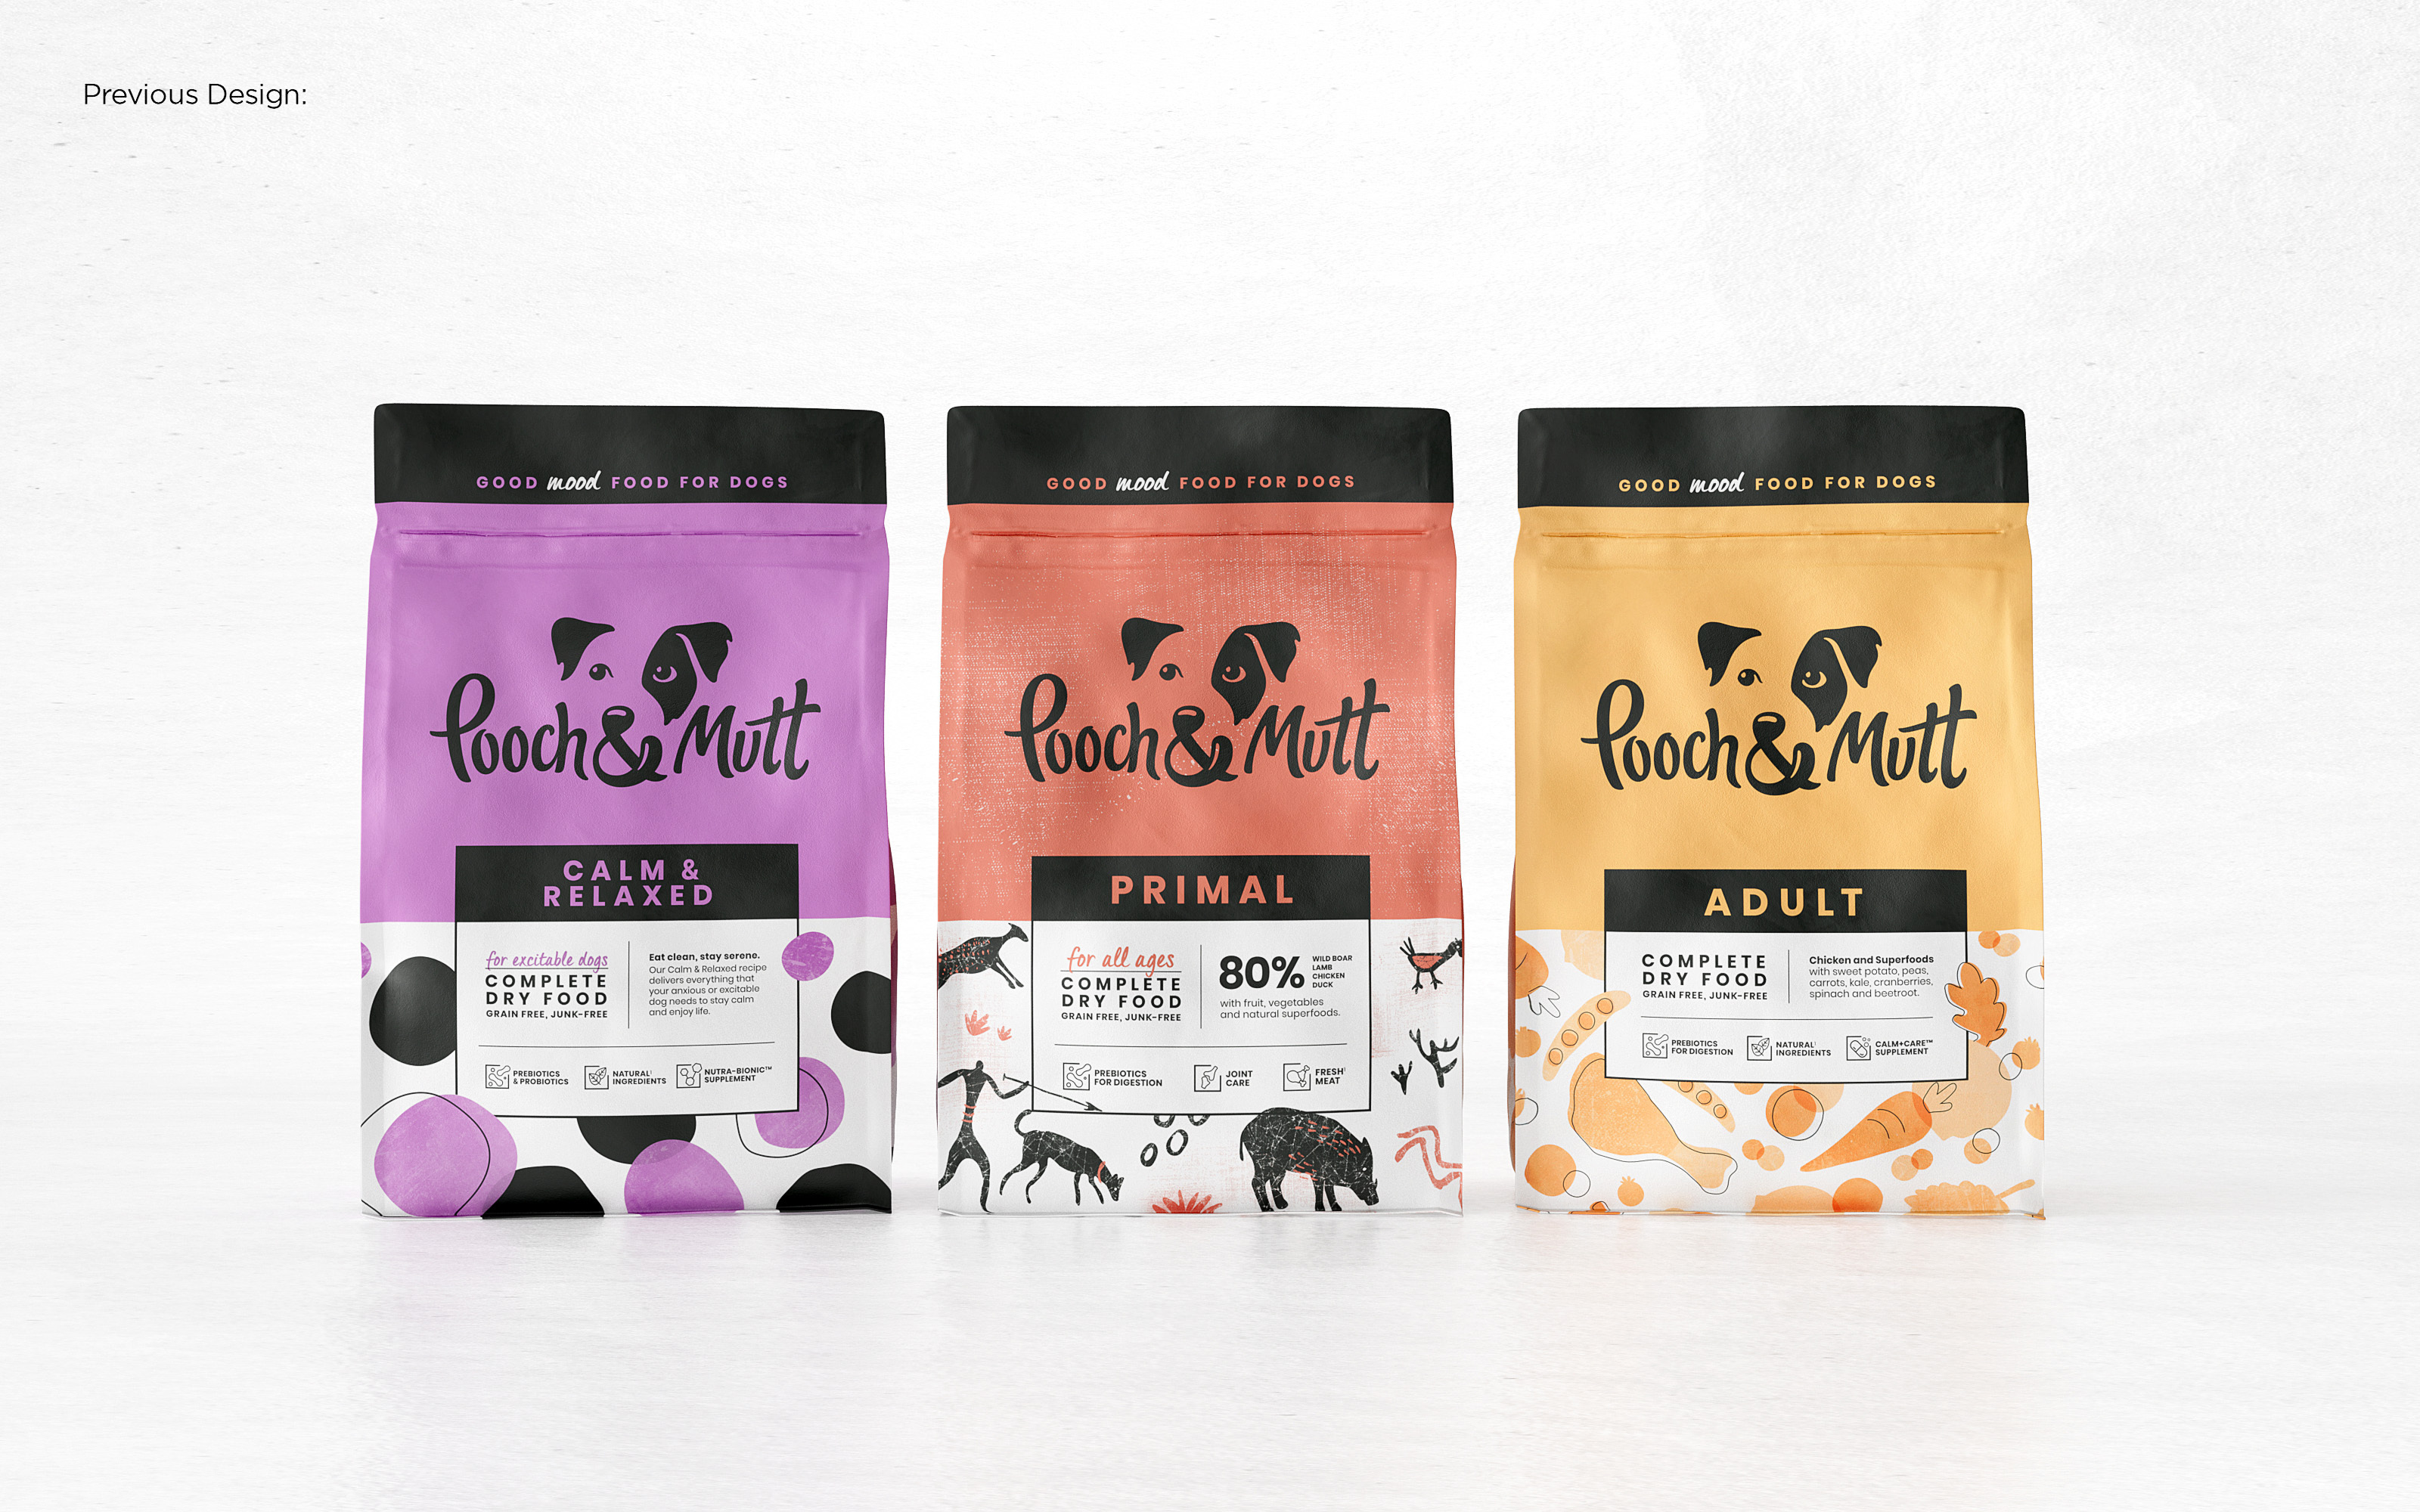 Previous Design:
GOOD mood FOOD FOR DOGS
Pooch & Mutt
CALM &
RELAXED
for excitable dogs
COMPLETE
DRY FOOD
GRAIN FREE, JUNK-FREE
Eat clean, stay serene.
Our Calm & Relaxed recipe
delivers everything that
your anxious or excitable
dog needs to stay calm
and enjoy life.
PREBIOTICS
& PROBIOTICS
NATURAL
INGREDIENTS
NUTRA-BIONIC™
SUPPLEMENT
GOOD mood FOOD FOR DOGS
Pooch & Mutt
PRIMAL
for all ages
COMPLETE
DRY FOOD
GRAIN FREE, JUNK-FREE
80%
WILD BOAR
LAMB
CHICKEN
DUCK
with fruit, vegetables
and natural superfoods.
PREBIOTICS
FOR DIGESTION
JOINT
CARE
FRESH
MEAT
GOOD mood FOOD FOR DOGS
Pooch & Mutt
ADULT
COMPLETE
DRY FOOD
GRAIN FREE, JUNK-FREE
Chicken and Superfoods
with sweet potato, peas,
carrots, kale, cranberries,
spinach and beetroot.
PREBIOTICS
FOR DIGESTION
NATURAL
INGREDIENTS
CALM+CARE™
SUPPLEMENT